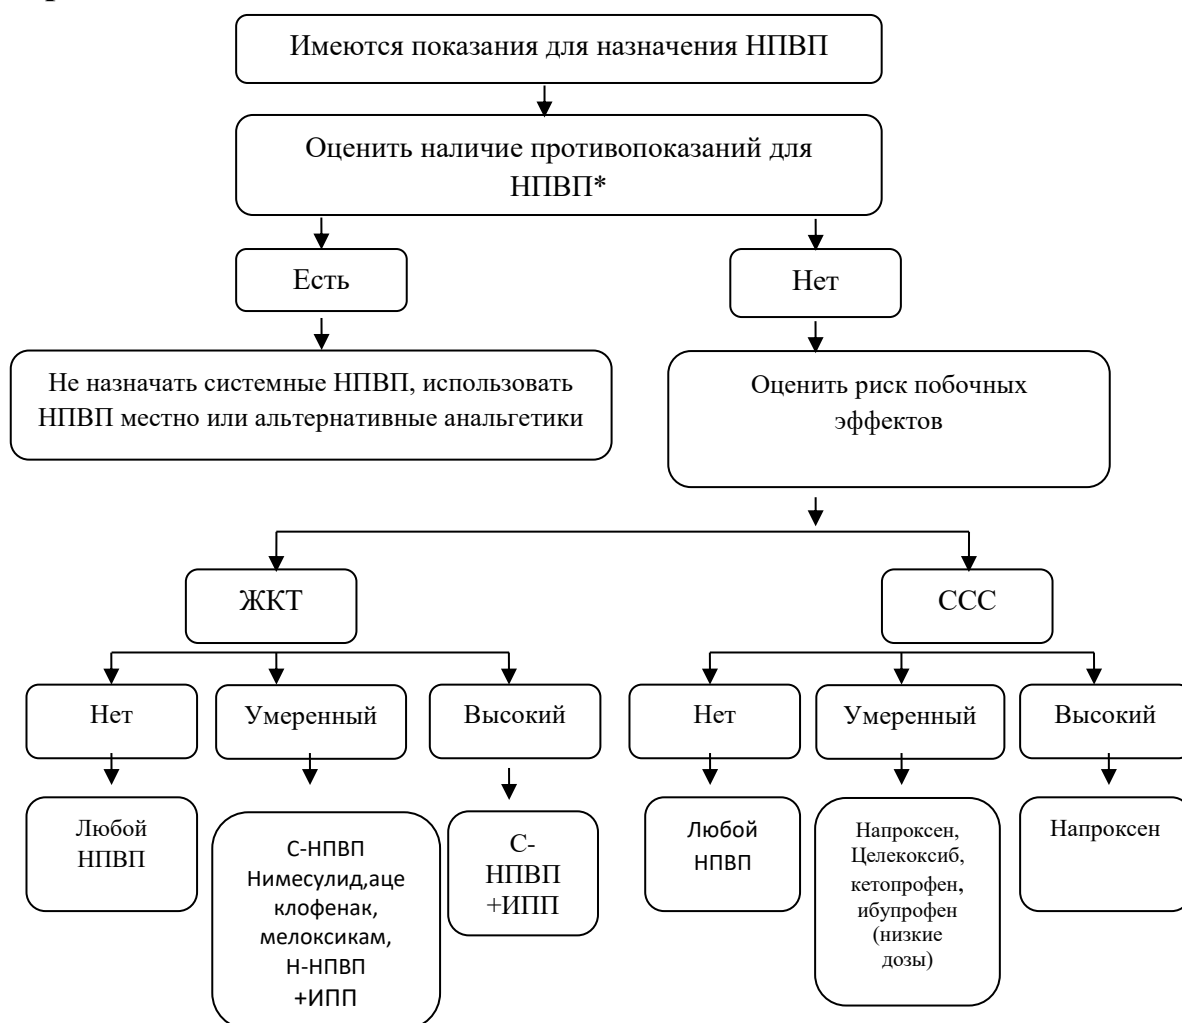 Имеются показания для назначения НПВП
Оценить наличие противопоказаний для
НПВП*
Есть
Нет
Не назначать системные НПВП, использовать
НПВП местно или альтернативные анальгетики
Оценить риск побочных
эффектов
ЖКТ
ССС
Нет
Умеренный
Высокий
Нет
Умеренный
Высокий
Любой
НПВП
С-НПВП
Нимесулид,аце
клофенак,
мелоксикам,
Н-НПВП
+ИПП
С-
НПВП
+ИПП
Любой
НПВП
Напроксен,
Целекоксиб,
кетопрофен,
ибупрофен
(низкие
дозы)
Напроксен